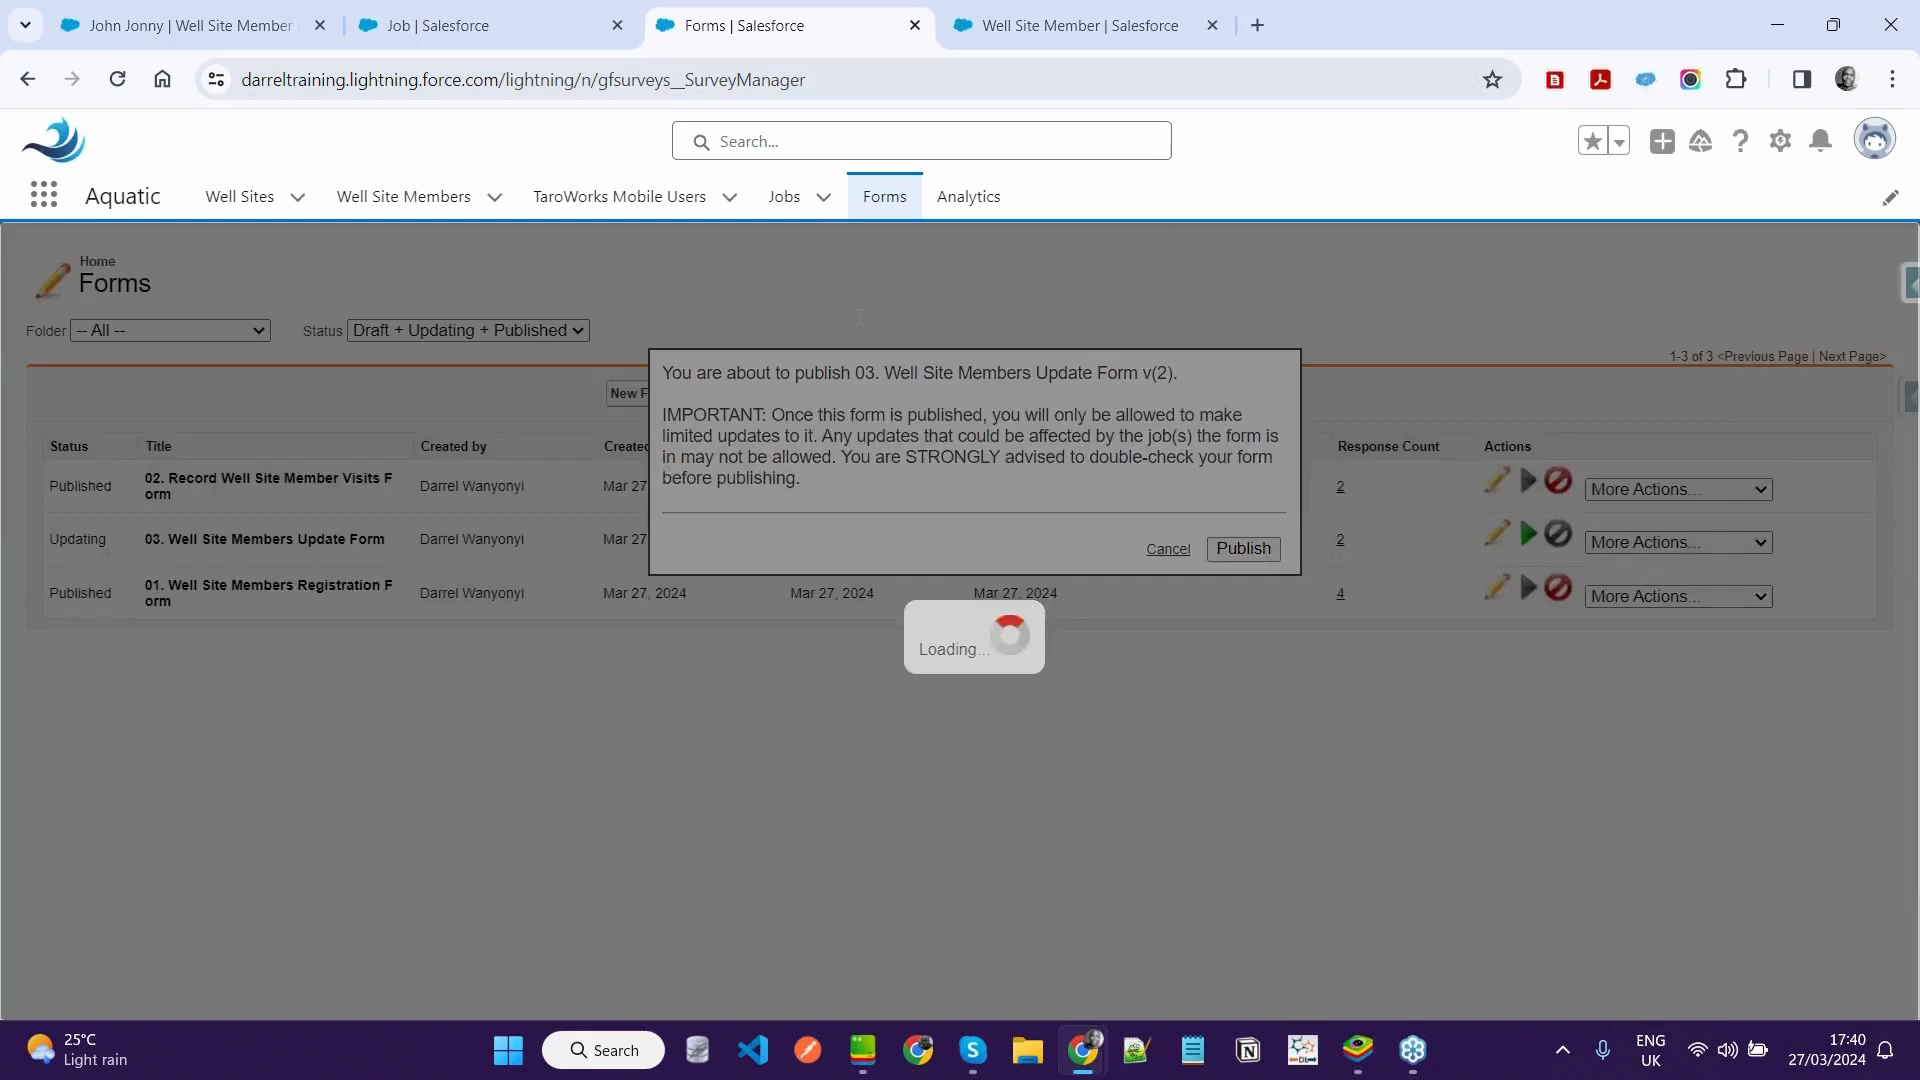 John Jonny | Well Site Member
Job | Salesforce
Forms | Salesforce
Well Site Member | Salesforce
darreltraining.lightning.force.com/lightning/n/gfsurveys__SurveyManager
Search...
Aquatic
Well Sites
Well Site Members
TaroWorks Mobile Users
Jobs
Forms
Analytics
Home
Forms
Folder -- All --
Status Draft + Updating + Published
1-3 of 3 <Previous Page | Next Page>
New F
You are about to publish 03. Well Site Members Update Form v(2).
IMPORTANT: Once this form is published, you will only be allowed to make
limited updates to it. Any updates that could be affected by the job(s) the form is
in may not be allowed. You are STRONGLY advised to double-check your form
before publishing.
Cancel
Publish
Status
Title
Created by
Create
Response Count
Actions
Published
02. Record Well Site Member Visits F
orm
Darrel Wanyonyi
Mar 27
2
More Actions...
Updating
03. Well Site Members Update Form
Darrel Wanyonyi
Mar 27
2
More Actions...
Published
01. Well Site Members Registration F
orm
Darrel Wanyonyi
Mar 27, 2024
Mar 27, 2024
Mar 27, 2024
4
More Actions...
Loading...
25°C
Light rain
Search
ENG
UK
17:40
27/03/2024